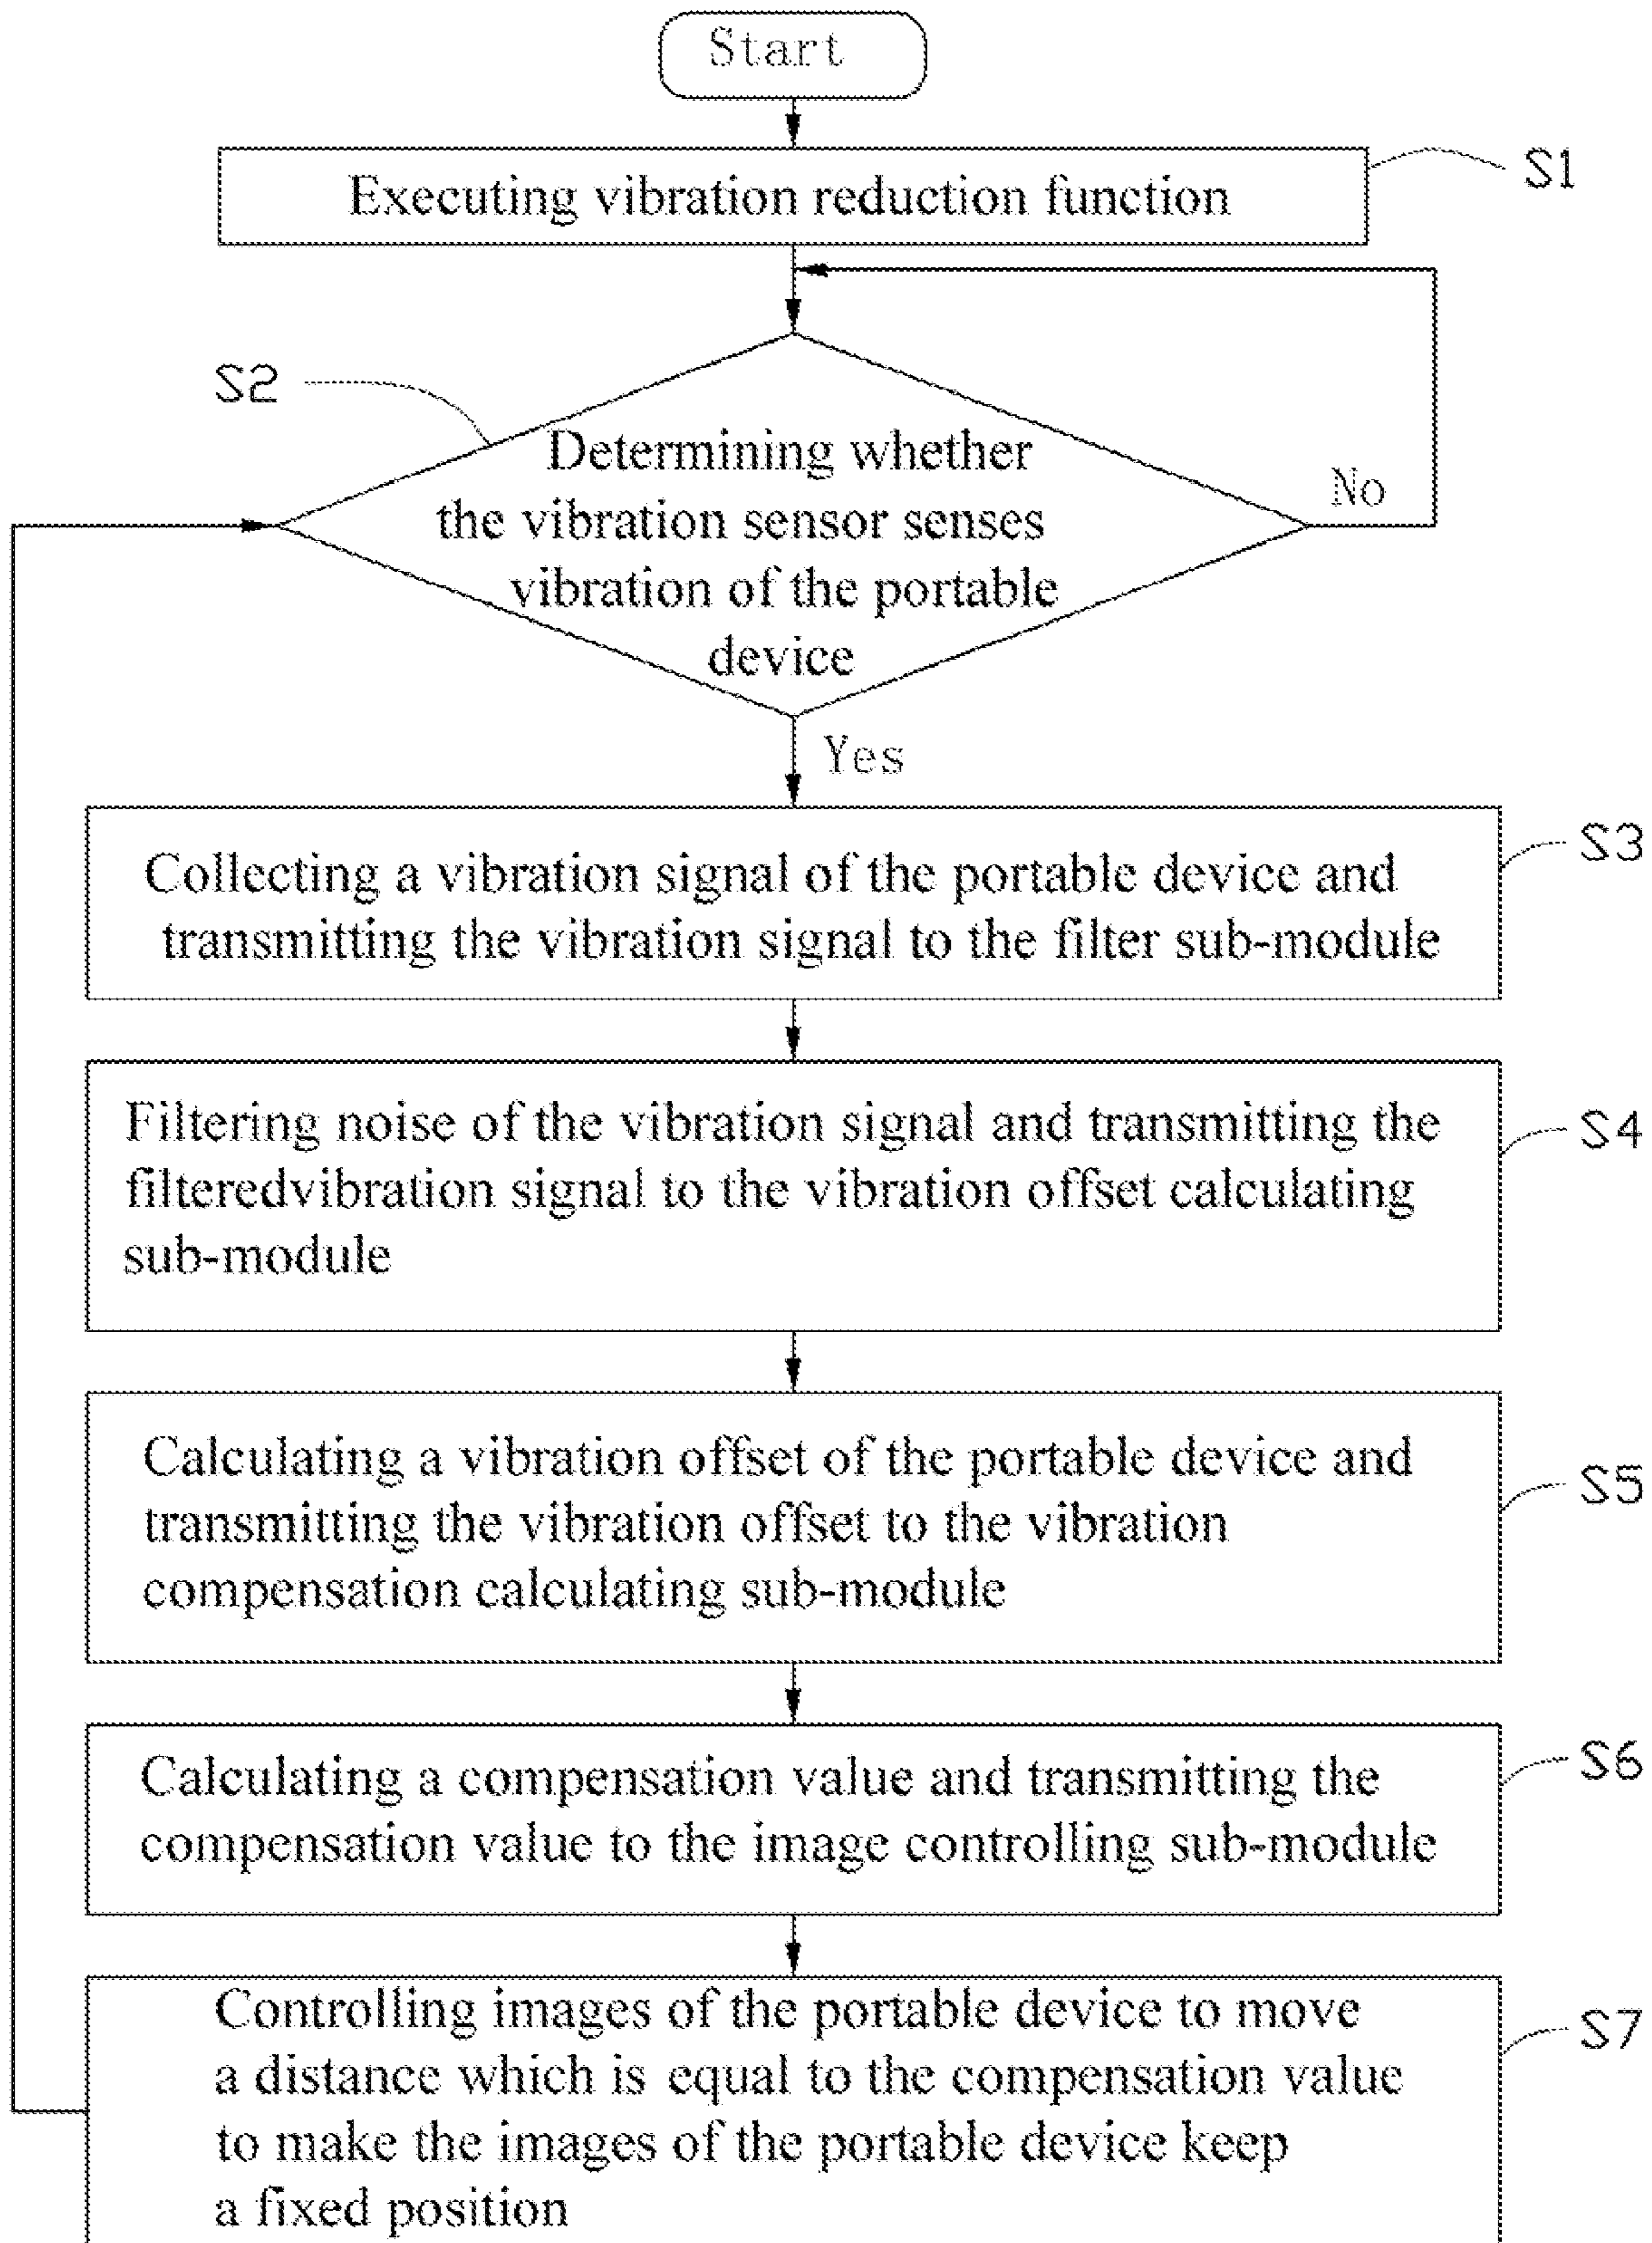 Start
Executing vibration reduction function
S1
S2
Determining whether
the vibration sensor senses
vibration of the portable
device
No
Yes
Collecting a vibration signal of the portable device and
transmitting the vibration signal to the filter sub-module
S3
Filtering noise of the vibration signal and transmitting the
filteredvibration signal to the vibration offset calculating
sub-module
S4
Calculating a vibration offset of the portable device and
transmitting the vibration offset to the vibration
compensation calculating sub-module
S5
Calculating a compensation value and transmitting the
compensation value to the image controlling sub-module
S6
Controlling images of the portable device to move
a distance which is equal to the compensation value
to make the images of the portable device keep
a fixed position
S7